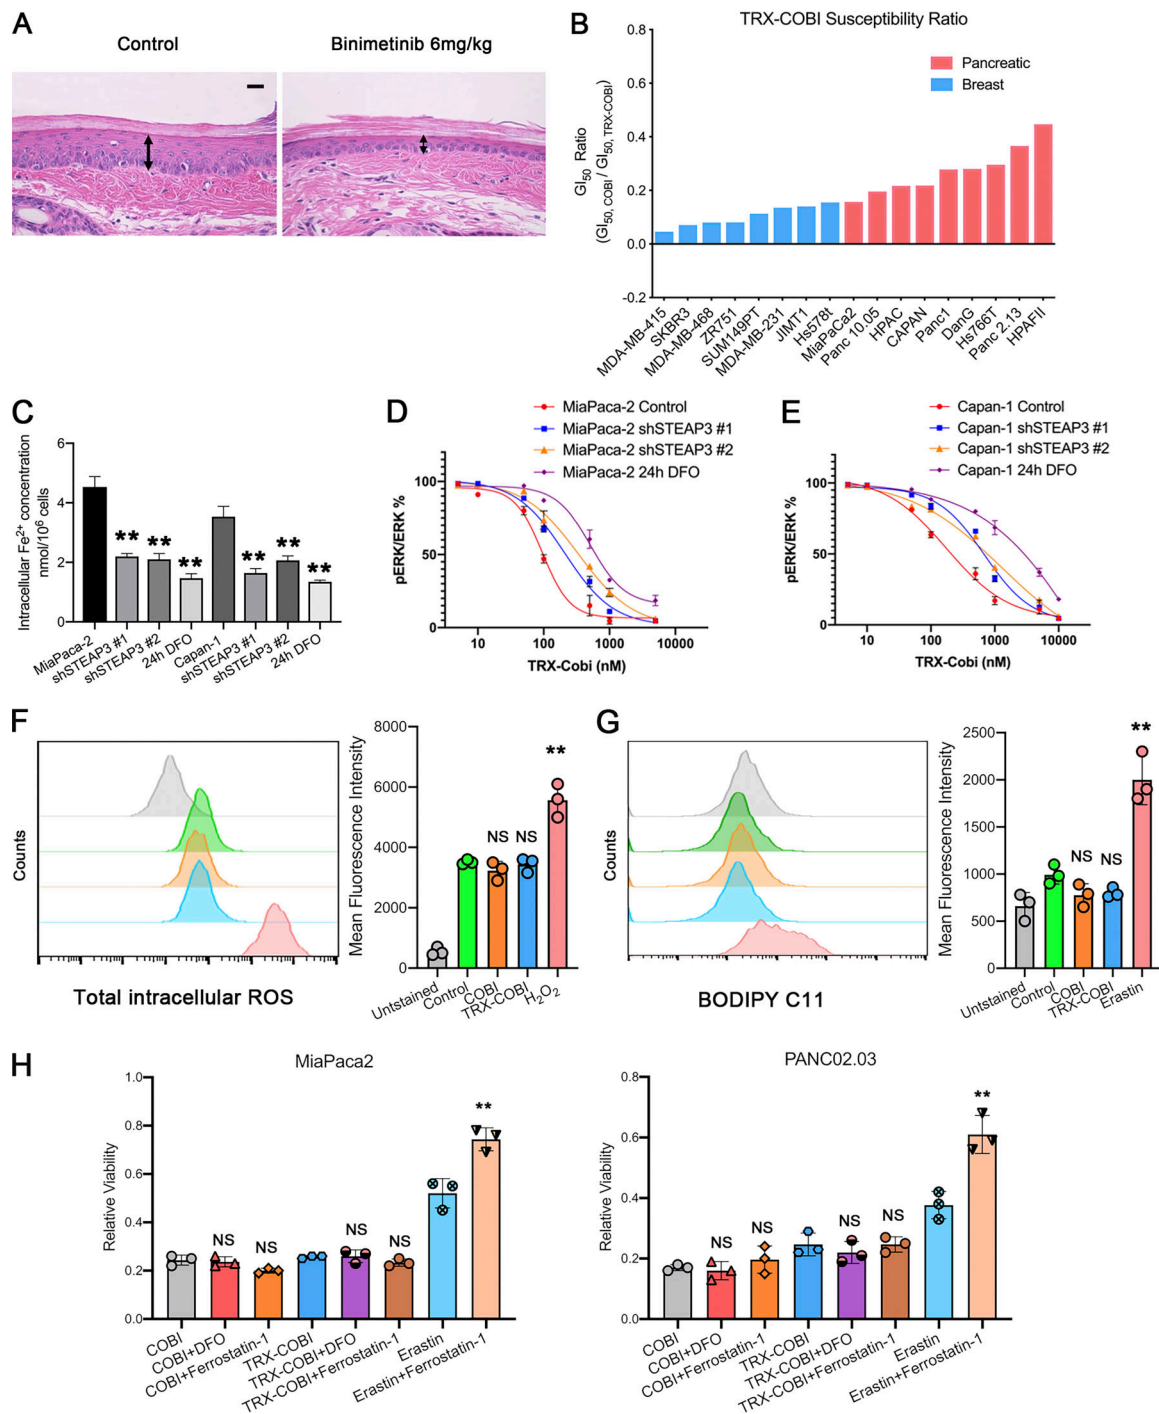 A
Control
Binimetinib 6mg/kg
B
TRX-COBI Susceptibility Ratio
GI50 Ratio
(GI50, COBI / GI50, TRX-COBI)
0.8
0.6
0.4
0.2
0.0
-0.2
Pancreatic
Breast
MDA-MB-415
SKBR3
MDA-MB-468
ZR751
SUM149PT
MDA-MB-231
JIMT1
Hs578t
MiaPaCa2
Panc 10.05
HPAC
CAPAN
Panc1
DanG
Hs766T
Panc 2.13
HPAFII
C
Intracellular Fe2+ concentration
nmol/10^6 cells
6
4
2
0
** ** ** ** ** **
MiaPaca-2
shSTEAP3 #1
shSTEAP3 #2
24h DFO
Capan-1
shSTEAP3 #1
shSTEAP3 #2
24h DFO
D
MiaPaca-2 Control
MiaPaca-2 shSTEAP3 #1
MiaPaca-2 shSTEAP3 #2
MiaPaca-2 24h DFO
pERK/ERK %
100
50
0
10 100 1000 10000
TRX-Cobi (nM)
E
Capan-1 Control
Capan-1 shSTEAP3 #1
Capan-1 shSTEAP3 #2
Capan-1 24h DFO
pERK/ERK %
100
50
0
10 100 1000 10000
TRX-Cobi (nM)
F
Counts
Total intracellular ROS
Mean Fluorescence Intensity
8000
6000
4000
2000
0
NS NS **
Untstained
Control
COBI
TRX-COBI
H2O2
G
Counts
BODIPY C11
Mean Fluorescence Intensity
2500
2000
1500
1000
500
0
NS NS **
Unstained
Control
COBI
TRX-COBI
Erastin
H
MiaPaca2
Relative Viability
1.0
0.8
0.6
0.4
0.2
0.0
NS NS NS NS **
COBI
COBI+DFO
COBI+Ferrostatin-1
TRX-COBI
TRX-COBI+DFO
TRX-COBI+Ferrostatin-1
Erastin
Erastin+Ferrostatin-1
PANC02.03
Relative Viability
0.8
0.6
0.4
0.2
0.0
NS NS NS NS **
COBI
COBI+DFO
COBI+Ferrostatin-1
TRX-COBI
TRX-COBI+DFO
TRX-COBI+Ferrostatin-1
Erastin
Erastin+Ferrostatin-1